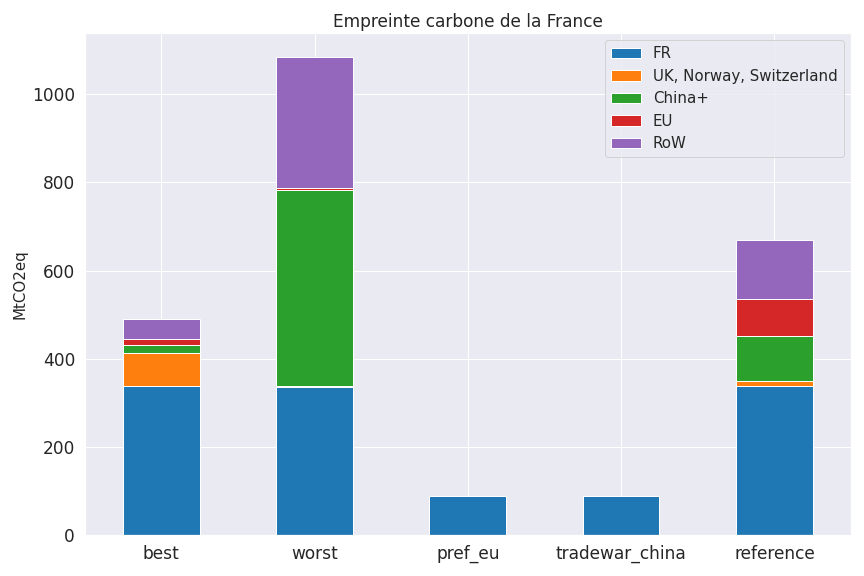 Empreinte carbone de la France
FR
UK, Norway, Switzerland
China+
EU
RoW
MtCO2eq
1000
800
600
400
200
0
best
worst
pref_eu
tradewar_china
reference